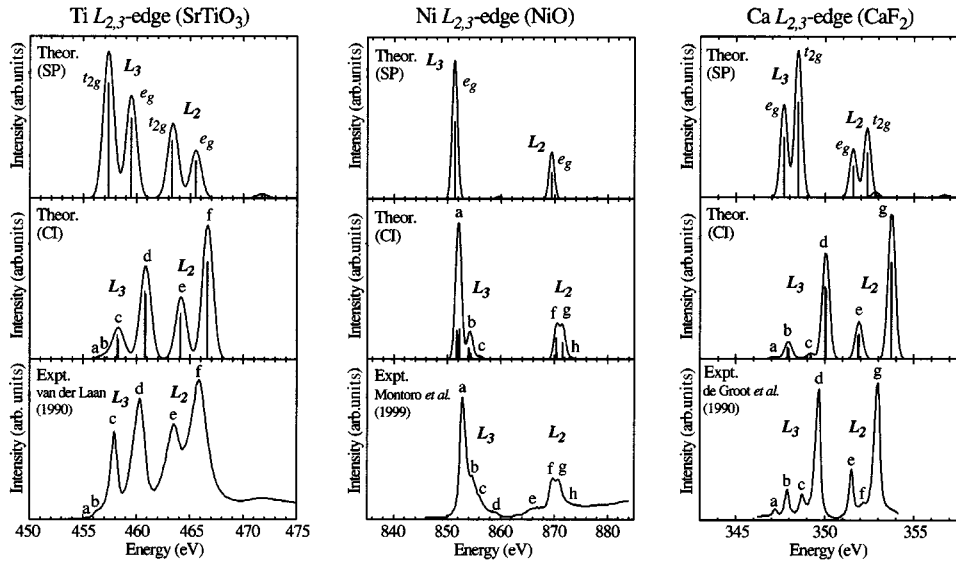 Ti L2,3-edge (SrTiO3)
Intensity (arb.units)
Theor.
(SP)
t2g
L3
eg
t2g
L2
eg
Intensity (arb.units)
Theor.
(CI)
a
b
c
L3
d
e
L2
f
Intensity (arb. units)
Expt.
van der Laan
(1990)
a
b
c
L3
d
e
L2
f
450
455
460
465
470
475
Energy (eV)
Ni L2,3-edge (NiO)
Intensity (arb.units)
Theor.
(SP)
L3
eg
L2
eg
Intensity (arb.units)
Theor.
(CI)
a
L3
b
c
L2
f
g
h
Intensity (arb. units)
Expt.
Montoro et al.
(1999)
a
L3
b
c
d
e
L2
f
g
h
840
850
860
870
880
Energy (eV)
Ca L2,3-edge (CaF2)
Intensity (arb.units)
Theor.
(SP)
t2g
L3
eg
L2
t2g
eg
Intensity (arb.units)
Theor.
(CI)
a
b
c
L3
d
e
L2
g
Intensity (arb. units)
Expt.
de Groot et al.
(1990)
a
b
c
L3
d
e
f
L2
g
345
350
355
Energy (eV)